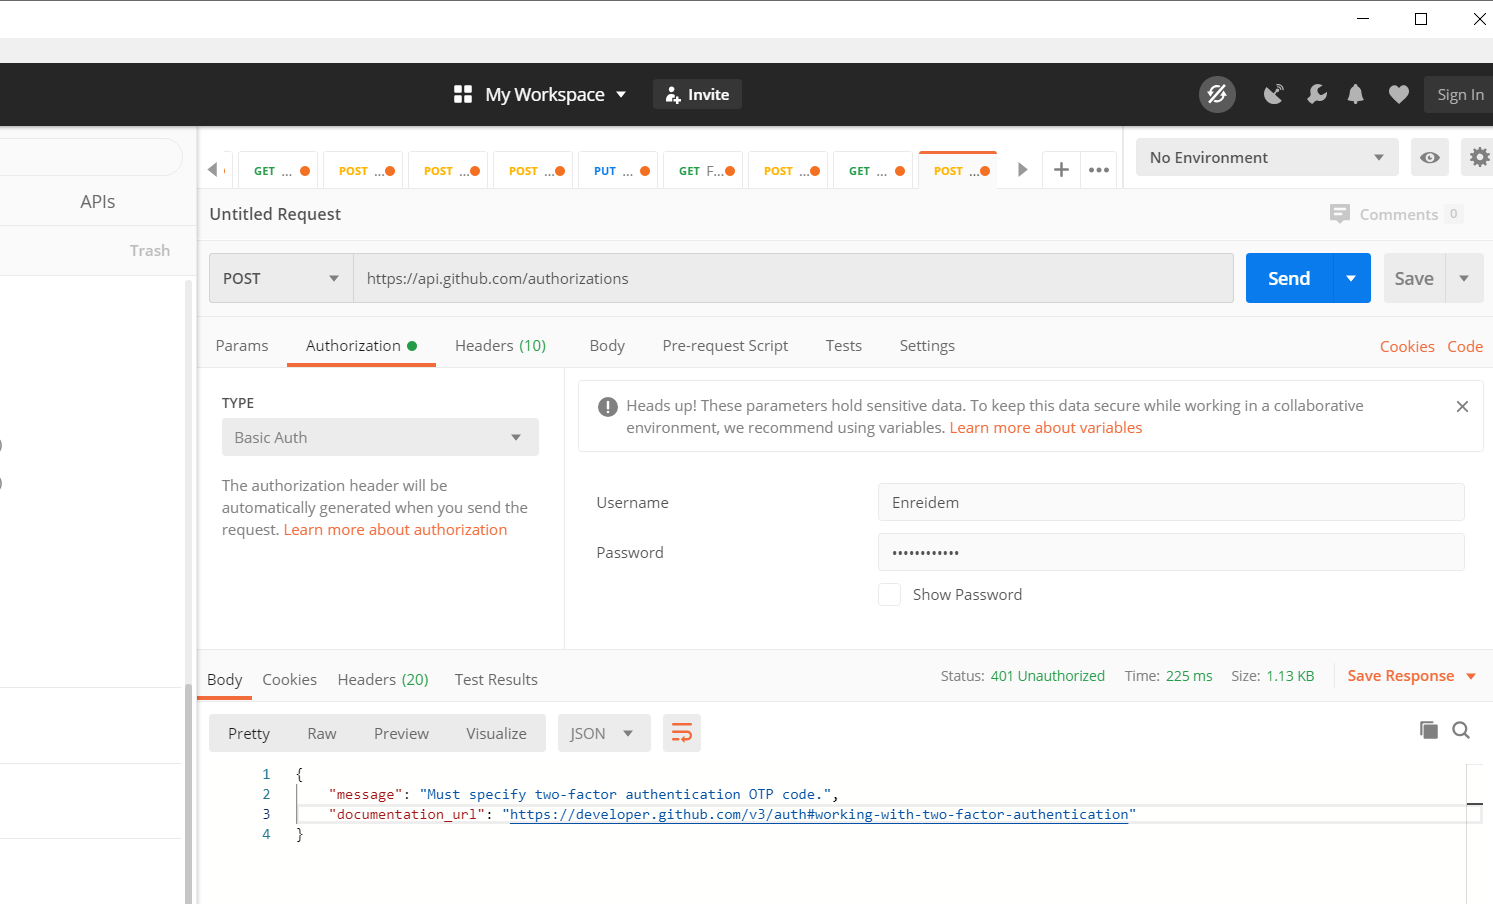 My Workspace
Invite
Sign In
GET ...
POST ...
POST ...
POST ...
PUT ...
GET F...
POST ...
GET ...
POST ...
No Environment
APIs
Trash
Untitled Request
Comments 0
POST
https://api.github.com/authorizations
Send
Save
Params
Authorization
Headers (10)
Body
Pre-request Script
Tests
Settings
Cookies
Code
TYPE
Basic Auth
The authorization header will be
automatically generated when you send the
request. Learn more about authorization
Heads up! These parameters hold sensitive data. To keep this data secure while working in a collaborative
environment, we recommend using variables. Learn more about variables
Username
Enreidem
Password
••••••••••••
Show Password
Body
Cookies
Headers (20)
Test Results
Status: 401 Unauthorized
Time: 225 ms
Size: 1.13 KB
Save Response
Pretty
Raw
Preview
Visualize
JSON
1 {
2 "message": "Must specify two-factor authentication OTP code.",
3 "documentation_url": "https://developer.github.com/v3/auth#working-with-two-factor-authentication"
4 }